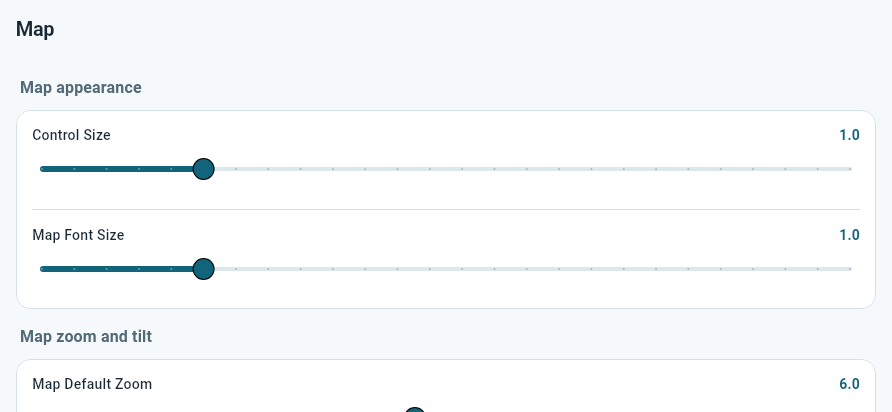 Map
Map appearance
Control Size 1.0
Map Font Size 1.0
Map zoom and tilt
Map Default Zoom 6.0